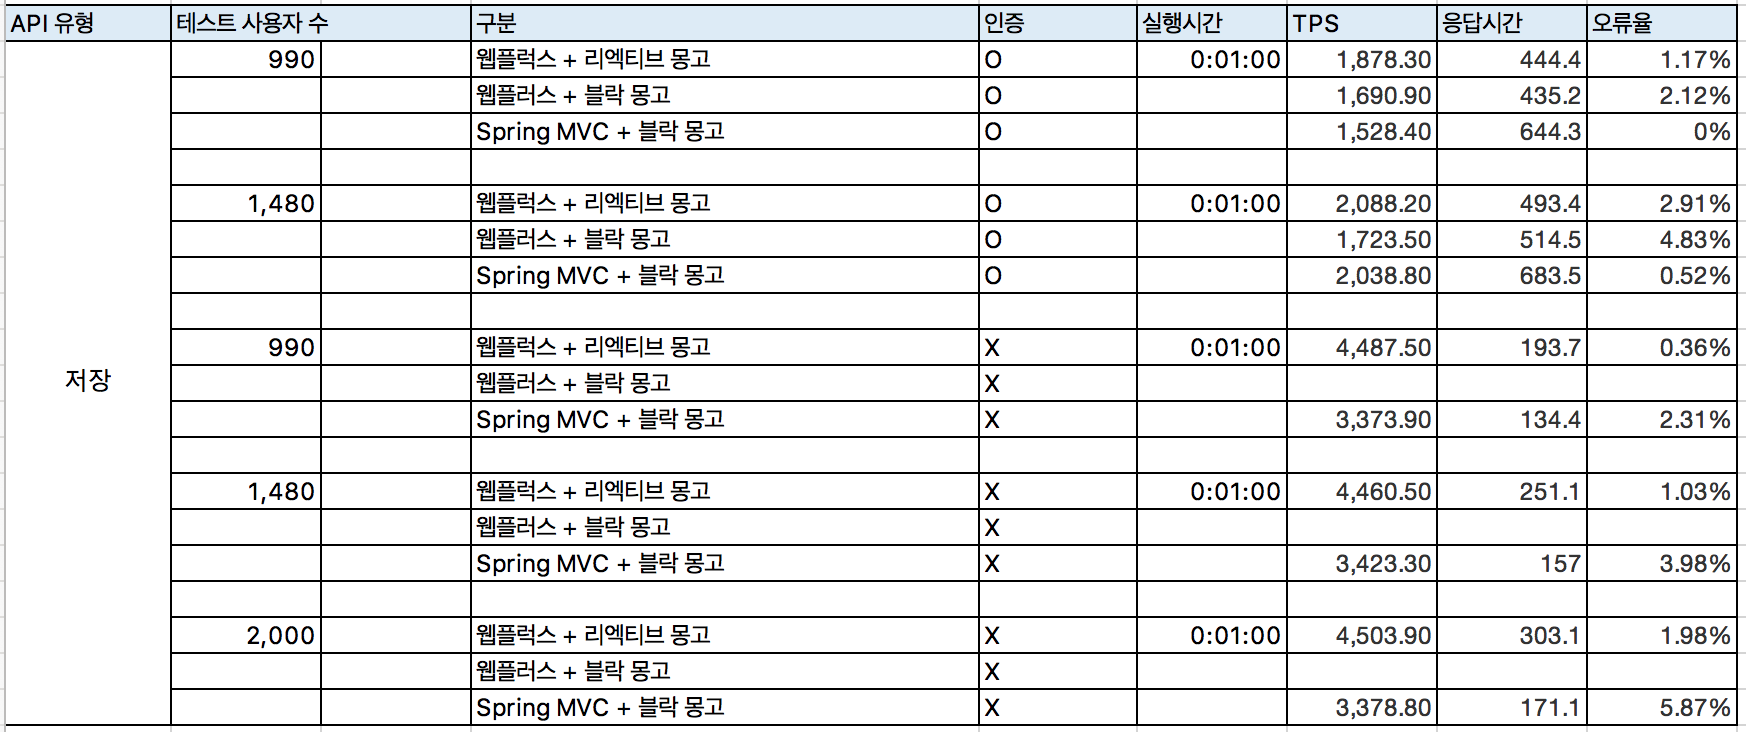 API 유형 테스트 사용자 수 구분 인증 실행시간 TPS 응답시간 오류율
990 웹플럭스 + 리엑티브 몽고 O 0:01:00 1,878.30 444.4 1.17%
웹플러스 + 블락 몽고 O 1,690.90 435.2 2.12%
Spring MVC + 블락 몽고 O 1,528.40 644.3 0%
1,480 웹플럭스 + 리엑티브 몽고 O 0:01:00 2,088.20 493.4 2.91%
웹플러스 + 블락 몽고 O 1,723.50 514.5 4.83%
Spring MVC + 블락 몽고 O 2,038.80 683.5 0.52%
990 웹플럭스 + 리엑티브 몽고 X 0:01:00 4,487.50 193.7 0.36%
저장 웹플러스 + 블락 몽고 X
Spring MVC + 블락 몽고 X 3,373.90 134.4 2.31%
1,480 웹플럭스 + 리엑티브 몽고 X 0:01:00 4,460.50 251.1 1.03%
웹플러스 + 블락 몽고 X
Spring MVC + 블락 몽고 X 3,423.30 157 3.98%
2,000 웹플럭스 + 리엑티브 몽고 X 0:01:00 4,503.90 303.1 1.98%
웹플러스 + 블락 몽고 X
Spring MVC + 블락 몽고 X 3,378.80 171.1 5.87%